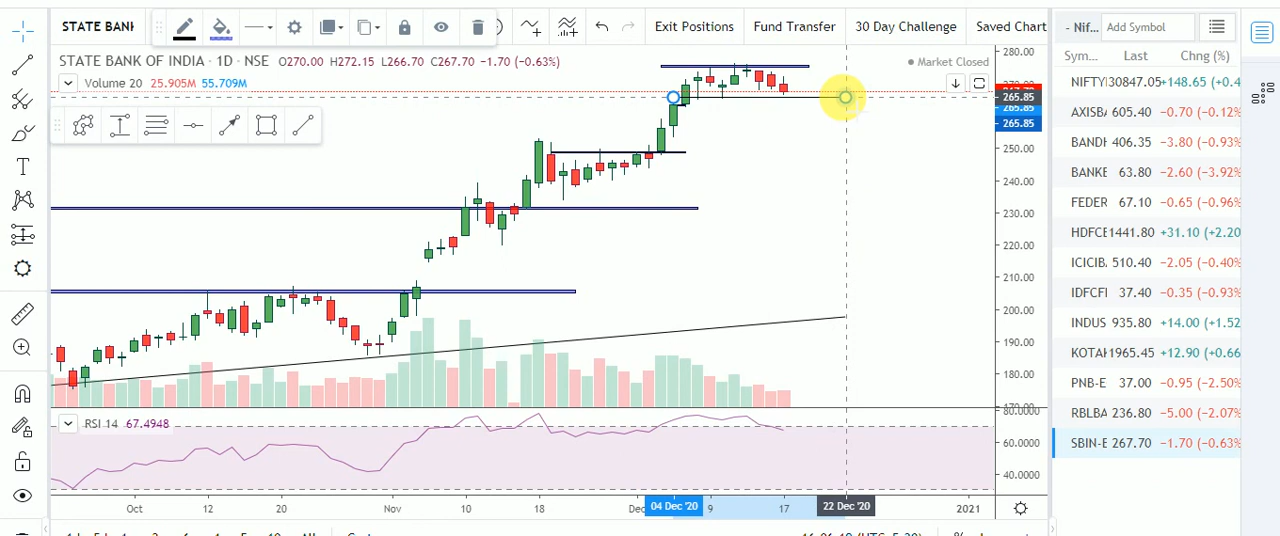 STATE BANK
Exit Positions
Fund Transfer
30 Day Challenge
Saved Chart
- Nif...
Add Symbol
STATE BANK OF INDIA · 1D · NSE O270.00 H272.15 L266.70 C267.70 −1.70 (−0.63%)
Market Closed
Volume 20 25.905M 55.709M
T
280.00
265.85
265.85
250.00
240.00
230.00
220.00
210.00
200.00
190.00
180.00
170.00
RSI 14 67.4948
80.0000
60.0000
40.0000
Oct 12 20 Nov 10 18 Dec 04 Dec '20 9 17 22 Dec '20 2021
Sym... Last Chng (%)
NIFTY 30847.05 +148.65 (+0.4
AXISB 605.40 −0.70 (−0.12%
BANDI 406.35 −3.80 (−0.93%
BANKE 63.80 −2.60 (−3.92%
FEDER 67.10 −0.65 (−0.96%
HDFCE 1441.80 +31.10 (+2.20
ICICIB 510.40 −2.05 (−0.40%
IDFCFI 37.40 −0.35 (−0.93%
INDUS 935.80 +14.00 (+1.52
KOTAK 1965.45 +12.90 (+0.66
PNB-E 37.00 −0.95 (−2.50%
RBLBA 236.80 −5.00 (−2.07%
SBIN-E 267.70 −1.70 (−0.63%